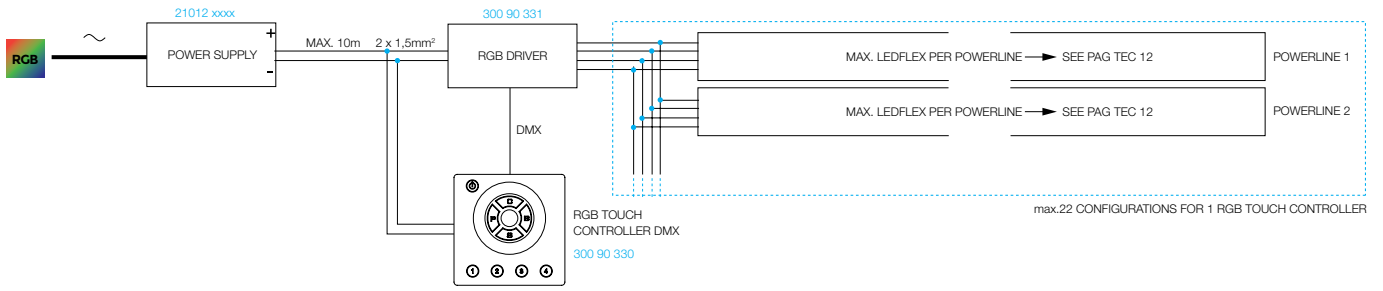 21012 xxxx
300 90 331
RGB
POWER SUPPLY
+
-
MAX. 10m 2 x 1,5mm²
RGB DRIVER
MAX. LEDFLEX PER POWERLINE SEE PAG TEC 12
POWERLINE 1
MAX. LEDFLEX PER POWERLINE SEE PAG TEC 12
POWERLINE 2
DMX
C
P
B
S
1 2 3 4
RGB TOUCH
CONTROLLER DMX
300 90 330
max.22 CONFIGURATIONS FOR 1 RGB TOUCH CONTROLLER